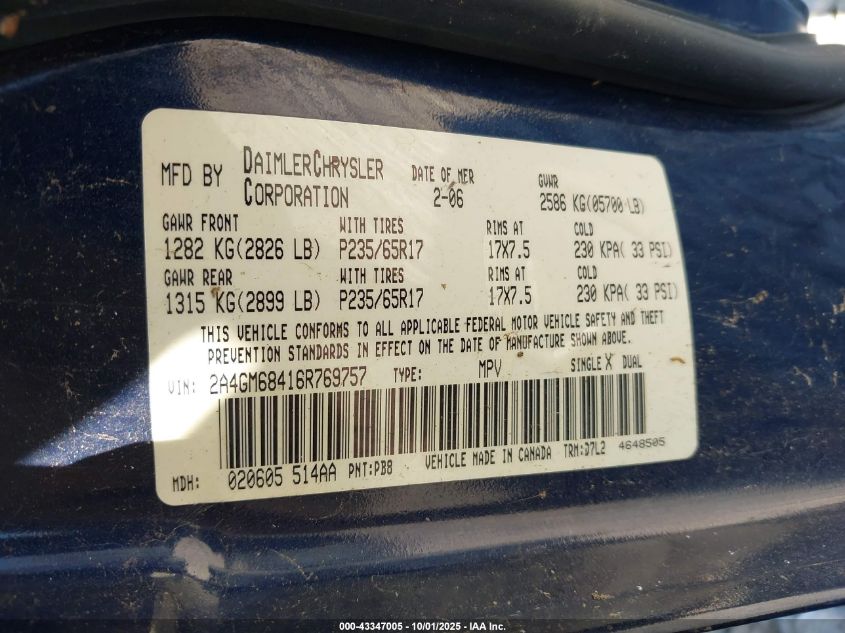 MFD BY DAIMLERCHRYSLER CORPORATION DATE OF MFR 2-06 GVWR 2586 KG(05700 LB)
GAWR FRONT WITH TIRES RIMS AT COLD
1282 KG(2826 LB) P235/65R17 17X7.5 230 KPA( 33 PSI)
GAWR REAR WITH TIRES RIMS AT COLD
1315 KG(2899 LB) P235/65R17 17X7.5 230 KPA( 33 PSI)
THIS VEHICLE CONFORMS TO ALL APPLICABLE FEDERAL MOTOR VEHICLE SAFETY AND THEFT
PREVENTION STANDARDS IN EFFECT ON THE DATE OF MANUFACTURE SHOWN ABOVE.
VIN: 2A4GM68416R769757 TYPE: MPV SINGLE X DUAL
MDH: 020605 514AA PNT:PB8 VEHICLE MADE IN CANADA TRM:D7L2 4648505
000-43347005 - 10/01/2025 - IAA Inc.